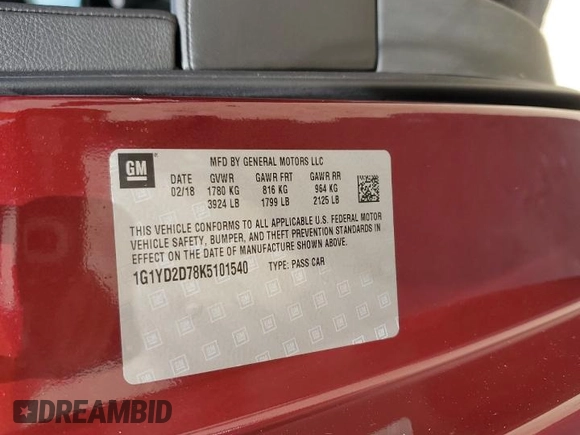 GM
MFD BY GENERAL MOTORS LLC
DATE GVWR GAWR FRT GAWR RR
02/18 1780 KG 816 KG 964 KG
3924 LB 1799 LB 2125 LB
THIS VEHICLE CONFORMS TO ALL APPLICABLE U.S. FEDERAL MOTOR
VEHICLE SAFETY, BUMPER, AND THEFT PREVENTION STANDARDS IN
EFFECT ON THE DATE OF MANUFACTURE SHOWN ABOVE.
1G1YD2D78K5101540 TYPE: PASS CAR
DREAMBID